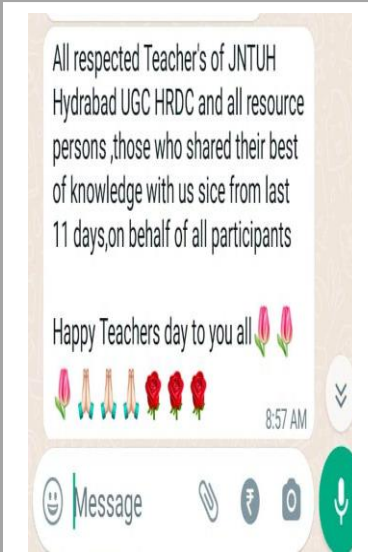 All respected Teacher's of JNTUH
Hydrabad UGC HRDC and all resource
persons ,those who shared their best
of knowledge with us sice from last
11 days,on behalf of all participants
Happy Teachers day to you all🌷🌷
🌷🙏🏻🙏🏻🙏🏻🌹🌹🌹
8:57 AM
Message
₹